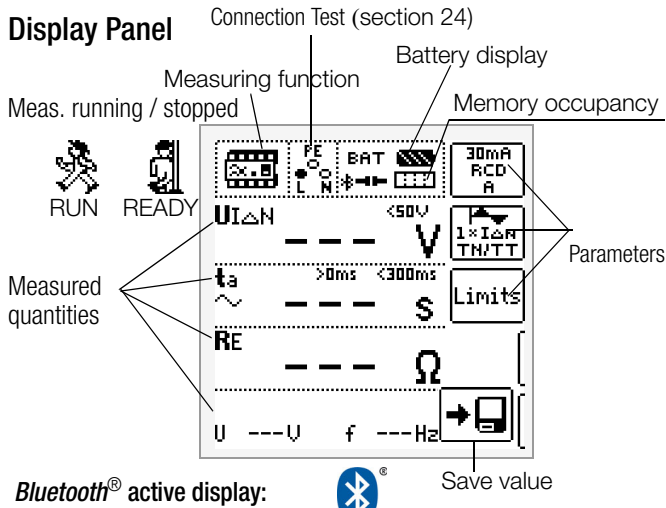 Display Panel
Connection Test (section 24)
Battery display
Measuring function
Memory occupancy
Meas. running / stopped
RUN READY
PE
L N
BAT
30mA
RCD
A
UI△N <50V
--- V
1×I△N
TN/TT
Parameters
Measured
quantities
ta >0ms <300ms
~ --- s
Limits
RE
--- Ω
U ---V f ---Hz
Save value
Bluetooth® active display:
®